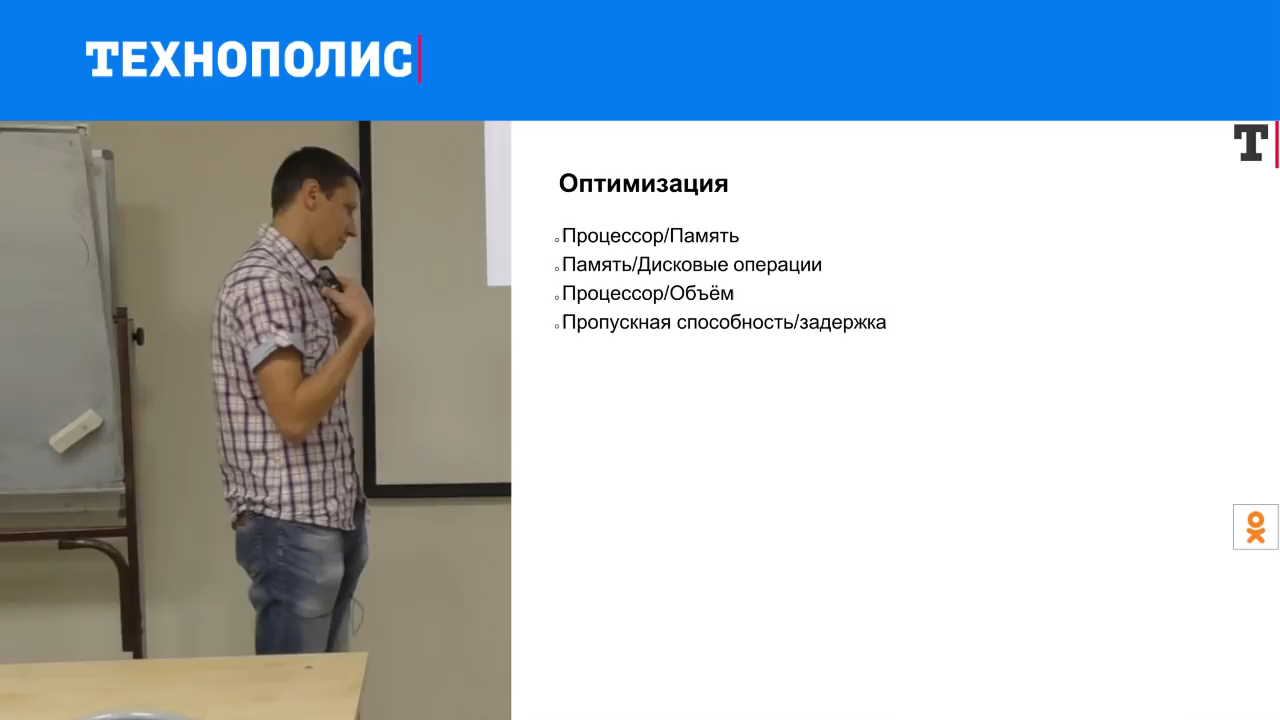 ТЕХНОПОЛИС
Т
Оптимизация
Процессор/Память
Память/Дисковые операции
Процессор/Объём
Пропускная способность/задержка